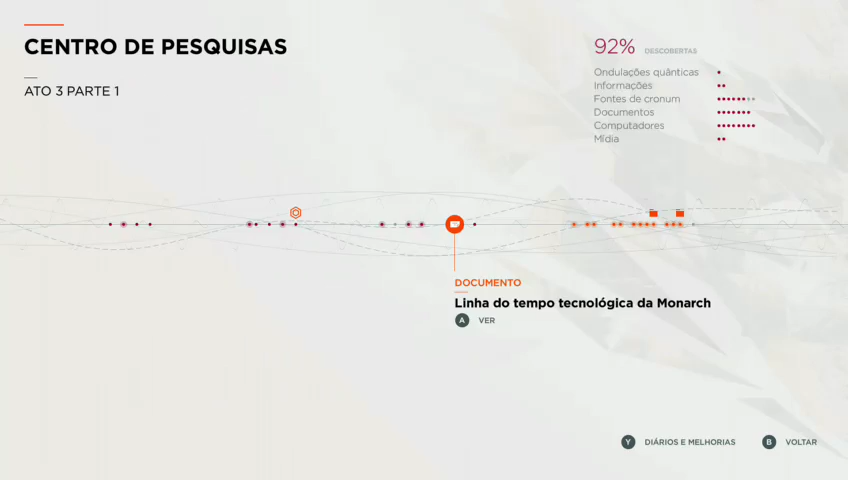 CENTRO DE PESQUISAS
ATO 3 PARTE 1
92% DESCOBERTAS
Ondulações quânticas
Informações
Fontes de cronum
Documentos
Computadores
Mídia
DOCUMENTO
Linha do tempo tecnológica da Monarch
A VER
Y DIÁRIOS E MELHORIAS B VOLTAR